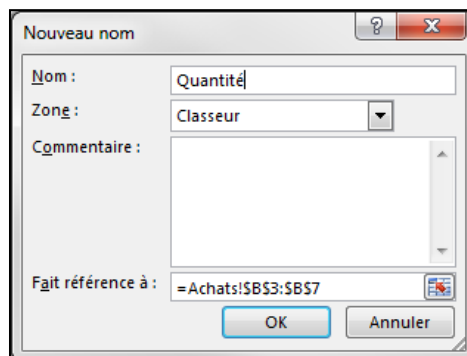 Nouveau nom
Nom : Quantité
Zone : Classeur
Commentaire :
Fait référence à : =Achats!$B$3:$B$7
OK Annuler